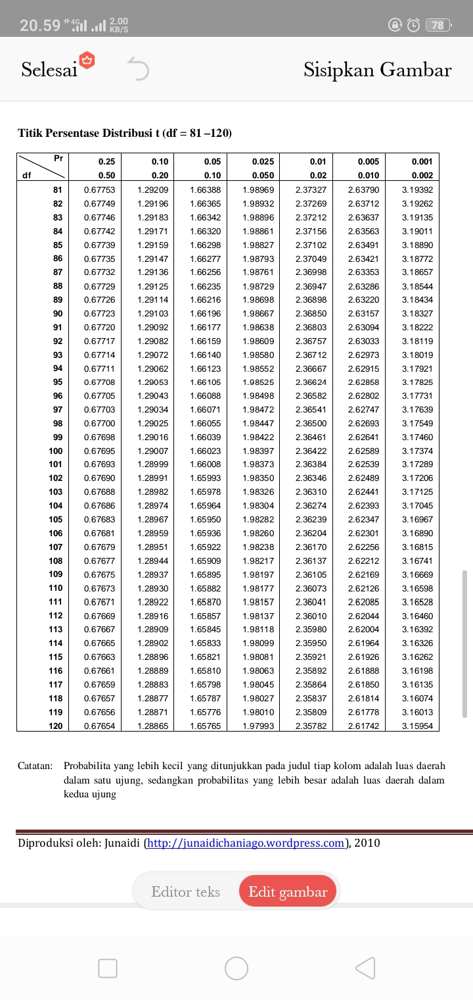 20.59 4G 2.00 KB/S 78
Selesai Sisipkan Gambar
Titik Persentase Distribusi t (df = 81 –120)
Pr 0.25 0.10 0.05 0.025 0.01 0.005 0.001
df 0.50 0.20 0.10 0.050 0.02 0.010 0.002
81 0.67753 1.29209 1.66388 1.98969 2.37327 2.63790 3.19392
82 0.67749 1.29196 1.66365 1.98932 2.37269 2.63712 3.19262
83 0.67746 1.29183 1.66342 1.98896 2.37212 2.63637 3.19135
84 0.67742 1.29171 1.66320 1.98861 2.37156 2.63563 3.19011
85 0.67739 1.29159 1.66298 1.98827 2.37102 2.63491 3.18890
86 0.67735 1.29147 1.66277 1.98793 2.37049 2.63421 3.18772
87 0.67732 1.29136 1.66256 1.98761 2.36998 2.63353 3.18657
88 0.67729 1.29125 1.66235 1.98729 2.36947 2.63286 3.18544
89 0.67726 1.29114 1.66216 1.98698 2.36898 2.63220 3.18434
90 0.67723 1.29103 1.66196 1.98667 2.36850 2.63157 3.18327
91 0.67720 1.29092 1.66177 1.98638 2.36803 2.63094 3.18222
92 0.67717 1.29082 1.66159 1.98609 2.36757 2.63033 3.18119
93 0.67714 1.29072 1.66140 1.98580 2.36712 2.62973 3.18019
94 0.67711 1.29062 1.66123 1.98552 2.36667 2.62915 3.17921
95 0.67708 1.29053 1.66105 1.98525 2.36624 2.62858 3.17825
96 0.67705 1.29043 1.66088 1.98498 2.36582 2.62802 3.17731
97 0.67703 1.29034 1.66071 1.98472 2.36541 2.62747 3.17639
98 0.67700 1.29025 1.66055 1.98447 2.36500 2.62693 3.17549
99 0.67698 1.29016 1.66039 1.98422 2.36461 2.62641 3.17460
100 0.67695 1.29007 1.66023 1.98397 2.36422 2.62589 3.17374
101 0.67693 1.28999 1.66008 1.98373 2.36384 2.62539 3.17289
102 0.67690 1.28991 1.65993 1.98350 2.36346 2.62489 3.17206
103 0.67688 1.28982 1.65978 1.98326 2.36310 2.62441 3.17125
104 0.67686 1.28974 1.65964 1.98304 2.36274 2.62393 3.17045
105 0.67683 1.28967 1.65950 1.98282 2.36239 2.62347 3.16967
106 0.67681 1.28959 1.65936 1.98260 2.36204 2.62301 3.16890
107 0.67679 1.28951 1.65922 1.98238 2.36170 2.62256 3.16815
108 0.67677 1.28944 1.65909 1.98217 2.36137 2.62212 3.16741
109 0.67675 1.28937 1.65895 1.98197 2.36105 2.62169 3.16669
110 0.67673 1.28930 1.65882 1.98177 2.36073 2.62126 3.16598
111 0.67671 1.28922 1.65870 1.98157 2.36041 2.62085 3.16528
112 0.67669 1.28916 1.65857 1.98137 2.36010 2.62044 3.16460
113 0.67667 1.28909 1.65845 1.98118 2.35980 2.62004 3.16392
114 0.67665 1.28902 1.65833 1.98099 2.35950 2.61964 3.16326
115 0.67663 1.28896 1.65821 1.98081 2.35921 2.61926 3.16262
116 0.67661 1.28889 1.65810 1.98063 2.35892 2.61888 3.16198
117 0.67659 1.28883 1.65798 1.98045 2.35864 2.61850 3.16135
118 0.67657 1.28877 1.65787 1.98027 2.35837 2.61814 3.16074
119 0.67656 1.28871 1.65776 1.98010 2.35809 2.61778 3.16013
120 0.67654 1.28865 1.65765 1.97993 2.35782 2.61742 3.15954
Catatan: Probabilita yang lebih kecil yang ditunjukkan pada judul tiap kolom adalah luas daerah
dalam satu ujung, sedangkan probabilitas yang lebih besar adalah luas daerah dalam
kedua ujung
Diproduksi oleh: Junaidi (http://junaidichaniago.wordpress.com), 2010
Editor teks Edit gambar